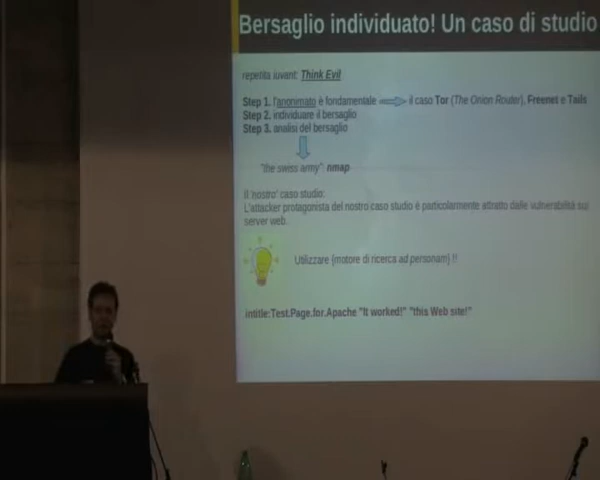 Bersaglio individuato! Un caso di studio
repetita iuvant: Think Evil
Step 1. l'anonimato è fondamentale il caso Tor (The Onion Router), Freenet e Tails
Step 2. individuare il bersaglio
Step 3. analisi del bersaglio
"the swiss army": nmap
Il 'nostro' caso studio:
L'attacker protagonista del nostro caso studio è particolarmente attratto dalle vulnerabilità sui
server web.
Utilizzare {motore di ricerca ad personam} !!
intitle:Test.Page.for.Apache "It worked!" "this Web site!"